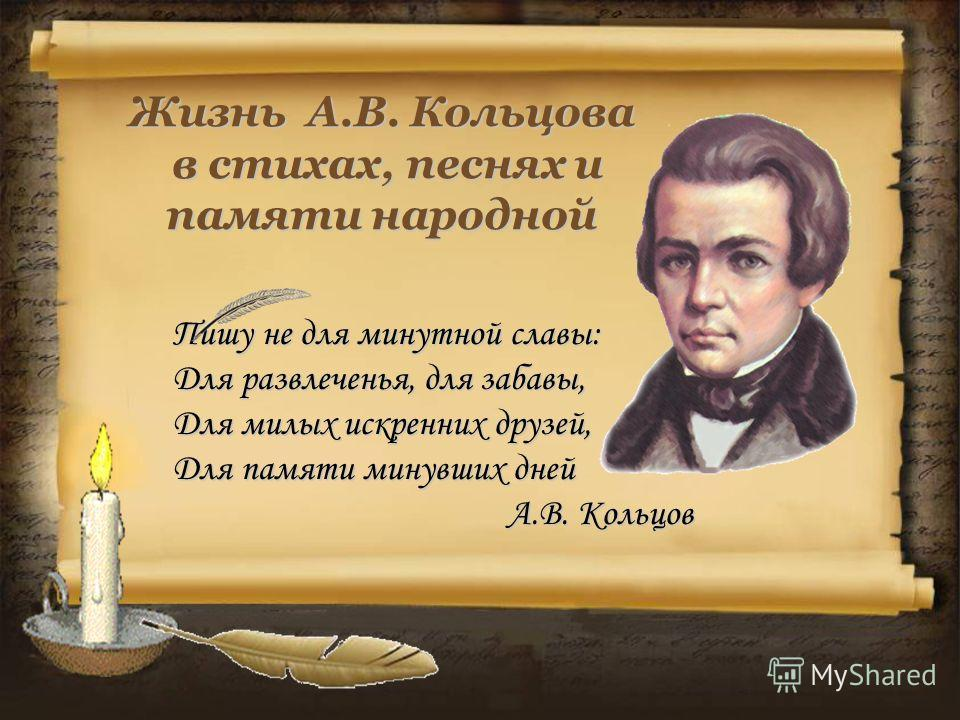 Жизнь А.В. Кольцова
в стихах, песнях и
памяти народной
Пишу не для минутной славы:
Для развлеченья, для забавы,
Для милых искренних друзей,
Для памяти минувших дней
А.В. Кольцов
MyShared